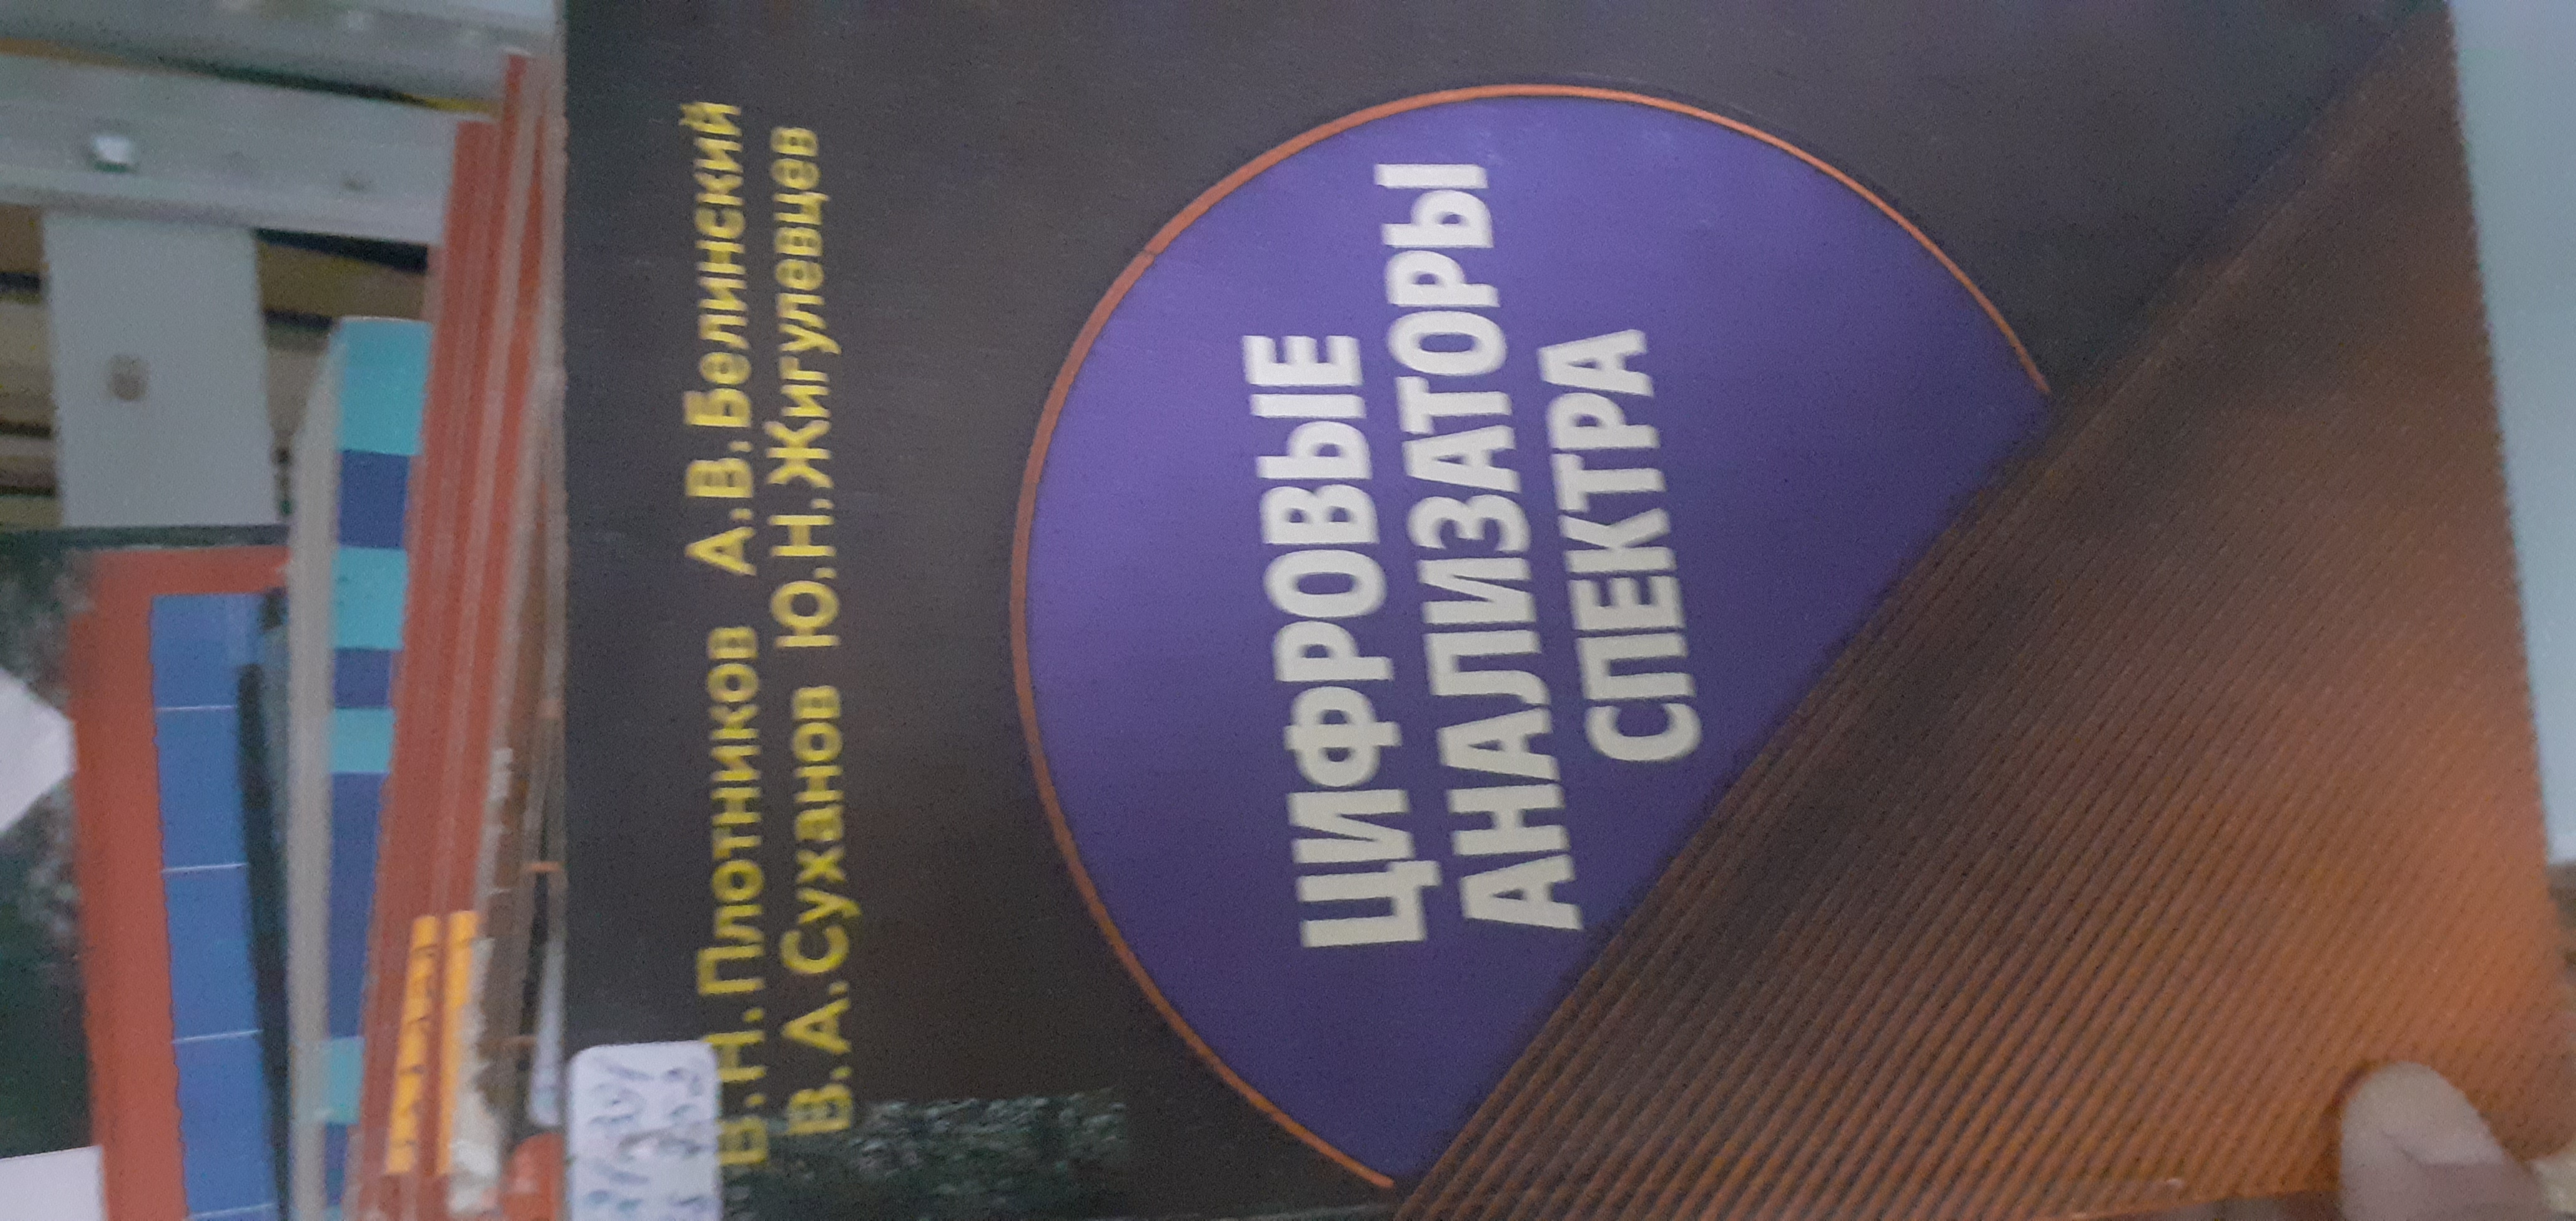 В.Н.Плотников А.В.Белинский
В.А.Суханов Ю.Н.Жигулевцев
ЦИФРОВЫЕ
АНАЛИЗАТОРЫ
СПЕКТРА